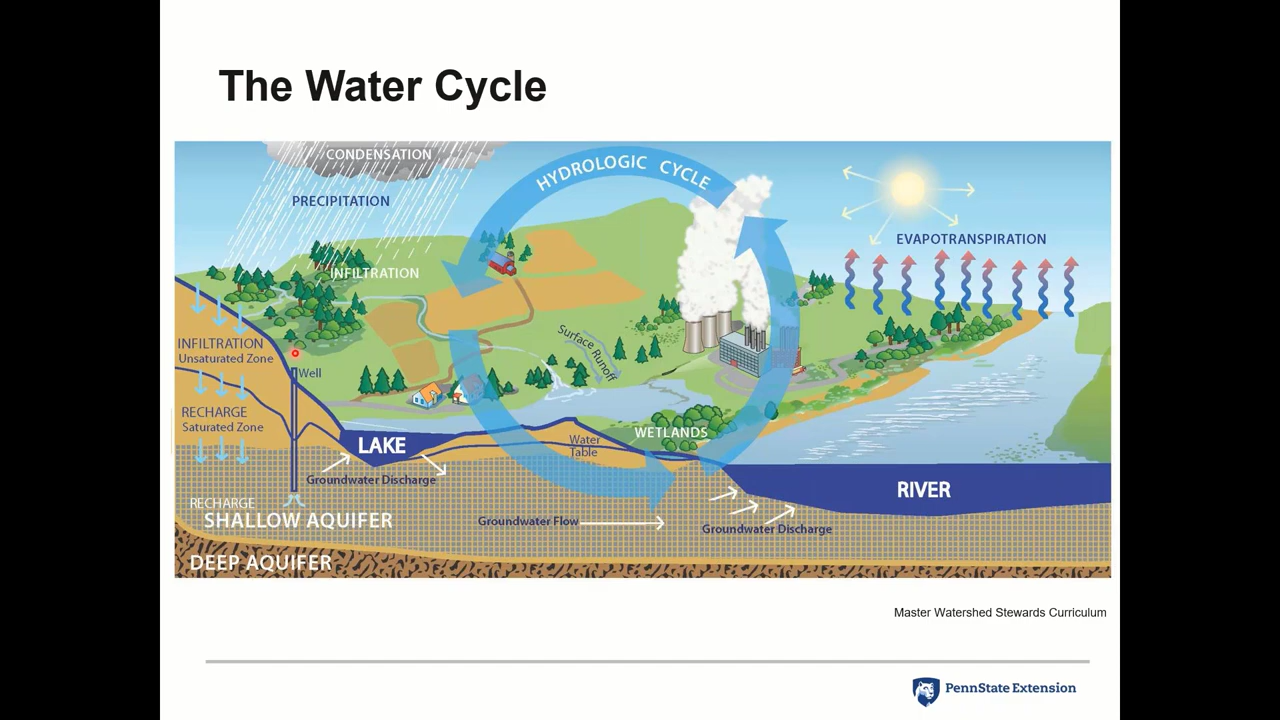 The Water Cycle
CONDENSATION
HYDROLOGIC CYCLE
PRECIPITATION
EVAPOTRANSPIRATION
INFILTRATION
INFILTRATION
Unsaturated Zone
Surface Runoff
Well
RECHARGE
Saturated Zone
LAKE
Water
Table
WETLANDS
Groundwater Discharge
RIVER
RECHARGE
SHALLOW AQUIFER
Groundwater Flow
Groundwater Discharge
DEEP AQUIFER
Master Watershed Stewards Curriculum
PennState Extension